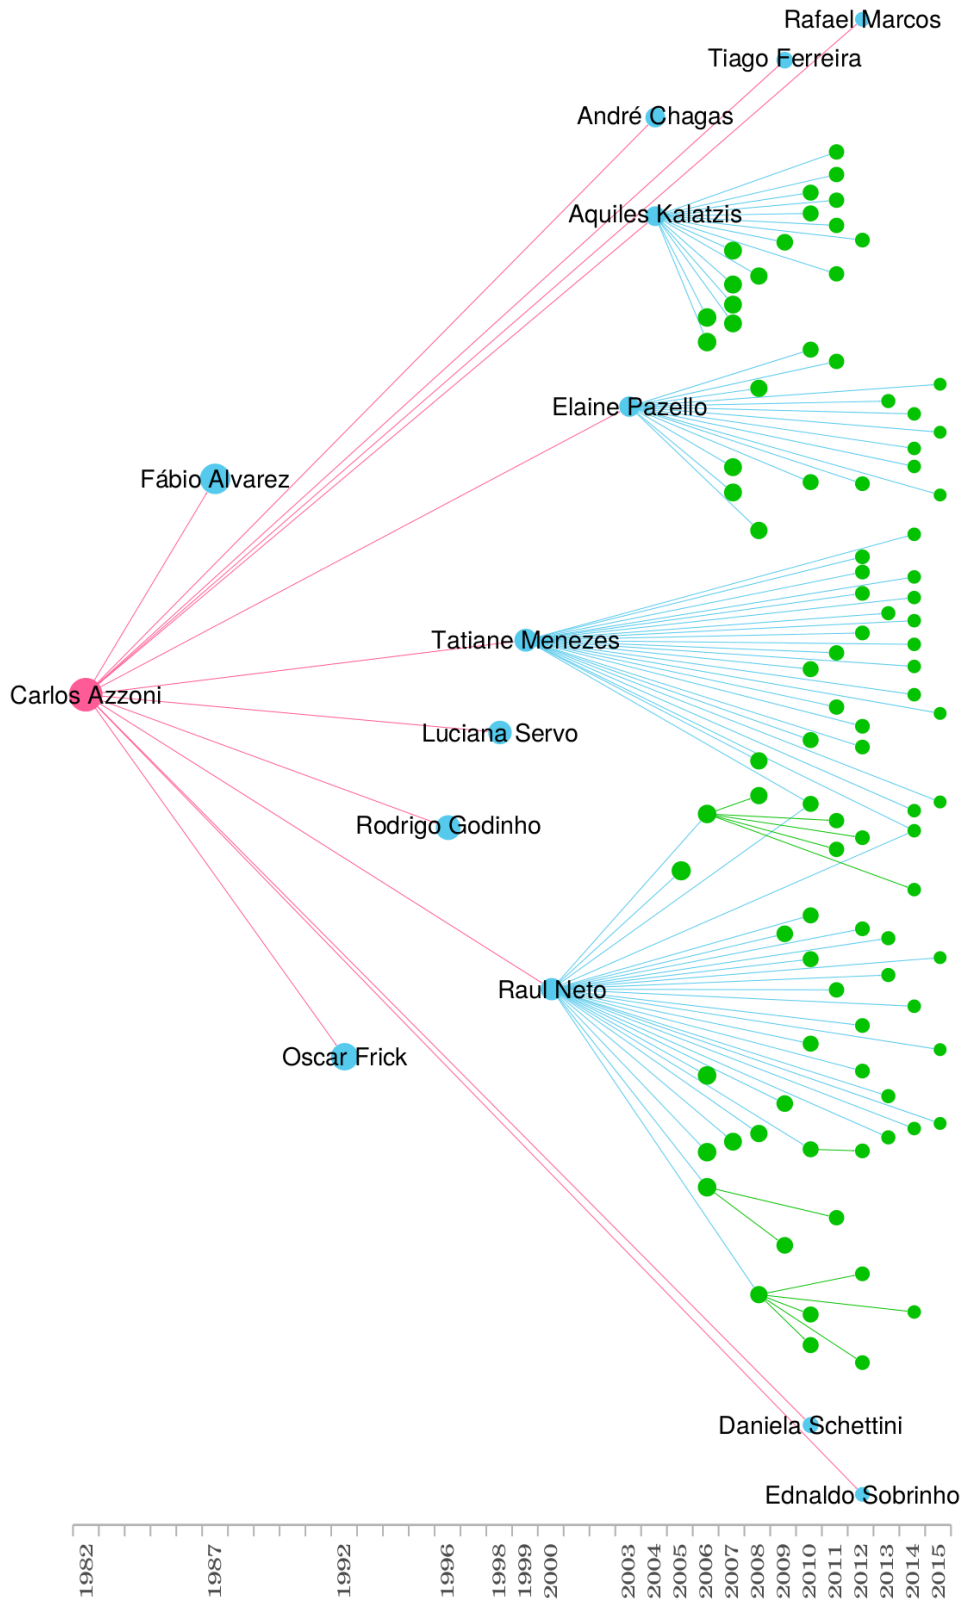 Rafael Marcos
Tiago Ferreira
André Chagas
Aquiles Kalatzis
Elaine Pazello
Fábio Alvarez
Tatiane Menezes
Carlos Azzoni
Luciana Servo
Rodrigo Godinho
Raul Neto
Oscar Frick
Daniela Schettini
Ednaldo Sobrinho
1982
1987
1992
1996
1998
1999
2000
2003
2004
2005
2006
2007
2008
2009
2010
2011
2012
2013
2014
2015